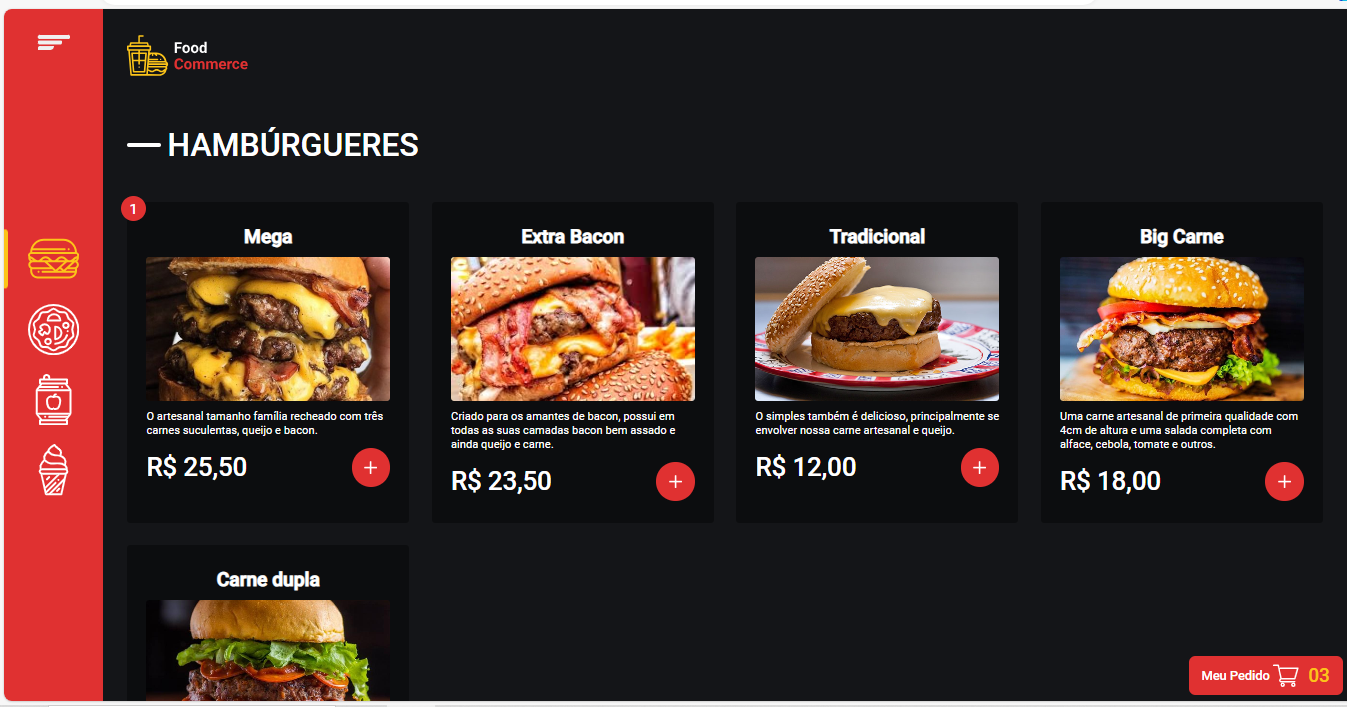 Food
Commerce
HAMBÚRGUERES
1
Mega
O artesanal tamanho família recheado com três
carnes suculentas, queijo e bacon.
R$ 25,50
+
Extra Bacon
Criado para os amantes de bacon, possui em
todas as suas camadas bacon bem assado e
ainda queijo e carne.
R$ 23,50
+
Tradicional
O simples também é delicioso, principalmente se
envolver nossa carne artesanal e queijo.
R$ 12,00
+
Big Carne
Uma carne artesanal de primeira qualidade com
4cm de altura e uma salada completa com
alface, cebola, tomate e outros.
R$ 18,00
+
Carne dupla
Meu Pedido 03